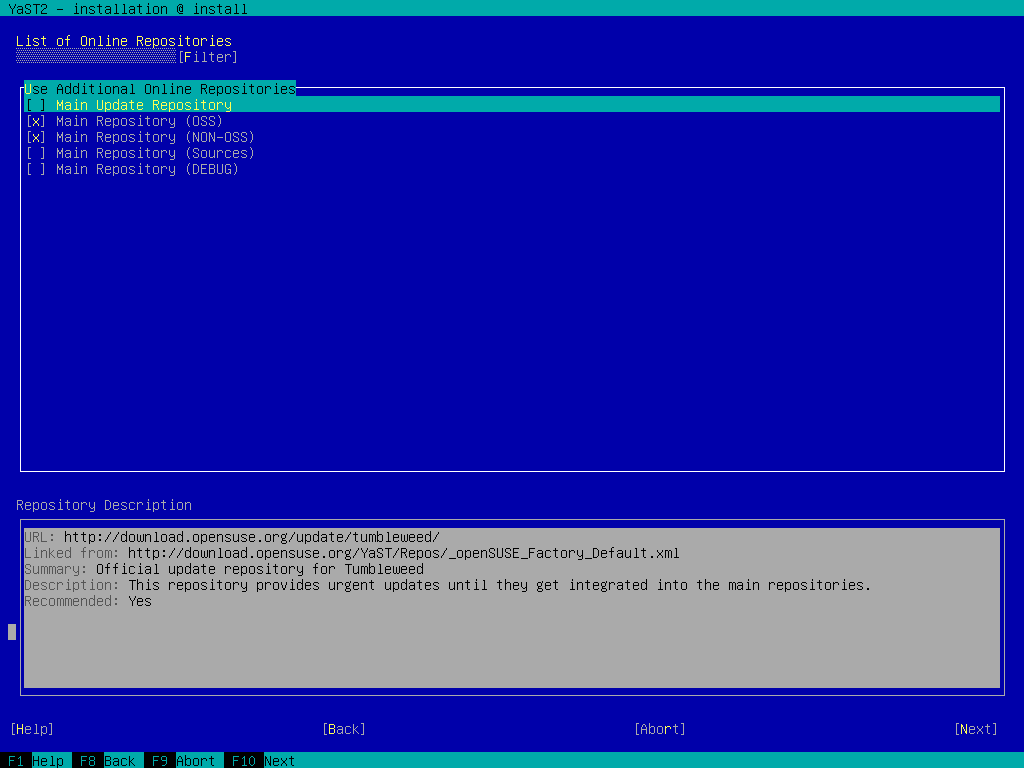 YaST2 - installation @ install
List of Online Repositories
[Filter]
Use Additional Online Repositories
[ ] Main Update Repository
[x] Main Repository (OSS)
[x] Main Repository (NON-OSS)
[ ] Main Repository (Sources)
[ ] Main Repository (DEBUG)
Repository Description
URL: http://download.opensuse.org/update/tumbleweed/
Linked from: http://download.opensuse.org/YaST/Repos/_openSUSE_Factory_Default.xml
Summary: Official update repository for Tumbleweed
Description: This repository provides urgent updates until they get integrated into the main repositories.
Recommended: Yes
[Help] [Back] [Abort] [Next]
F1 Help F8 Back F9 Abort F10 Next